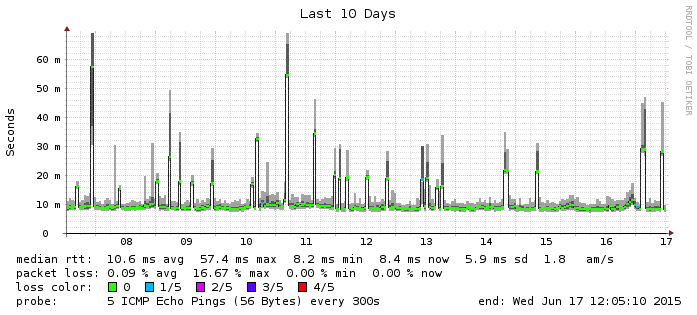 Last 10 Days
RRDTOOL / TOBI OETIKER
Seconds
60 m
50 m
40 m
30 m
20 m
10 m
0
08 09 10 11 12 13 14 15 16 17
median rtt: 10.6 ms avg 57.4 ms max 8.2 ms min 8.4 ms now 5.9 ms sd 1.8 am/s
packet loss: 0.09 % avg 16.67 % max 0.00 % min 0.00 % now
loss color: 0 1/5 2/5 3/5 4/5
probe: 5 ICMP Echo Pings (56 Bytes) every 300s end: Wed Jun 17 12:05:10 2015